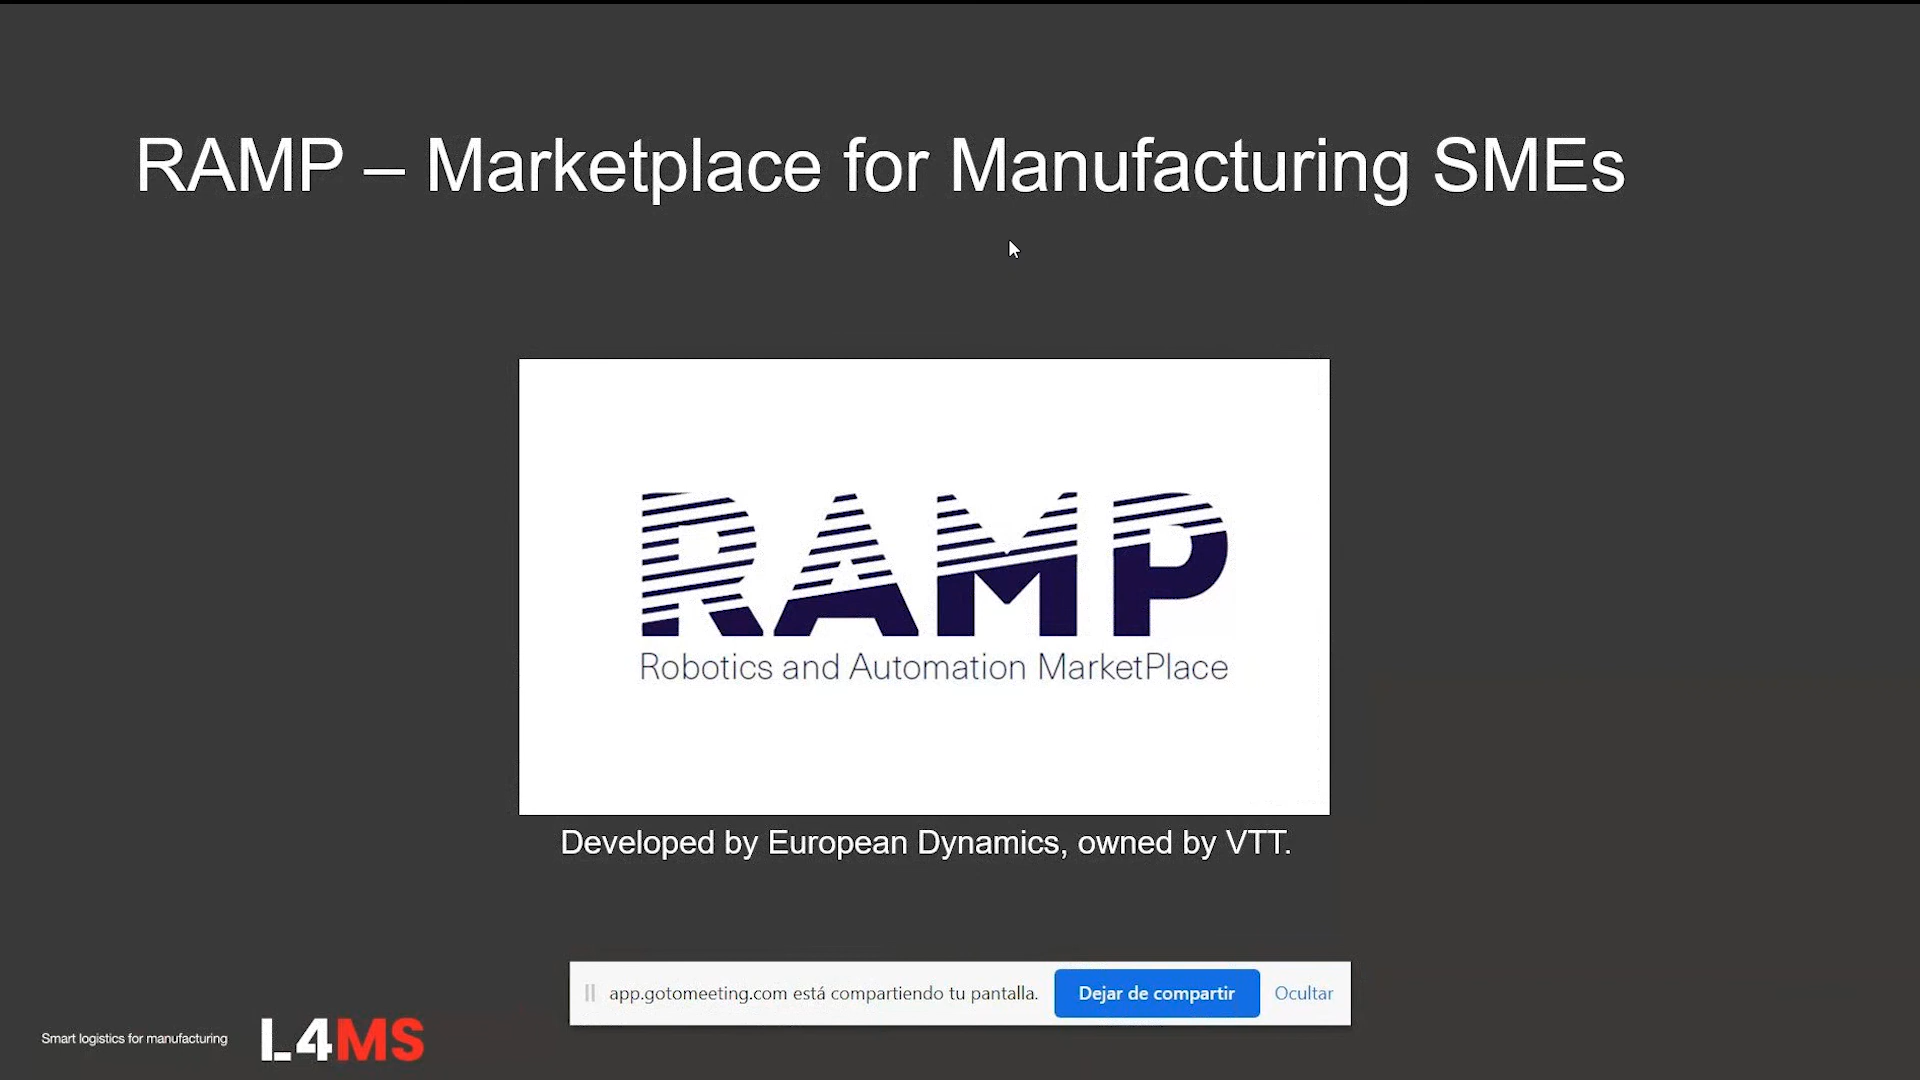 RAMP – Marketplace for Manufacturing SMEs
RAMP
Robotics and Automation MarketPlace
Developed by European Dynamics, owned by VTT.
app.gotomeeting.com está compartiendo tu pantalla. Dejar de compartir Ocultar
Smart logistics for manufacturing L4MS